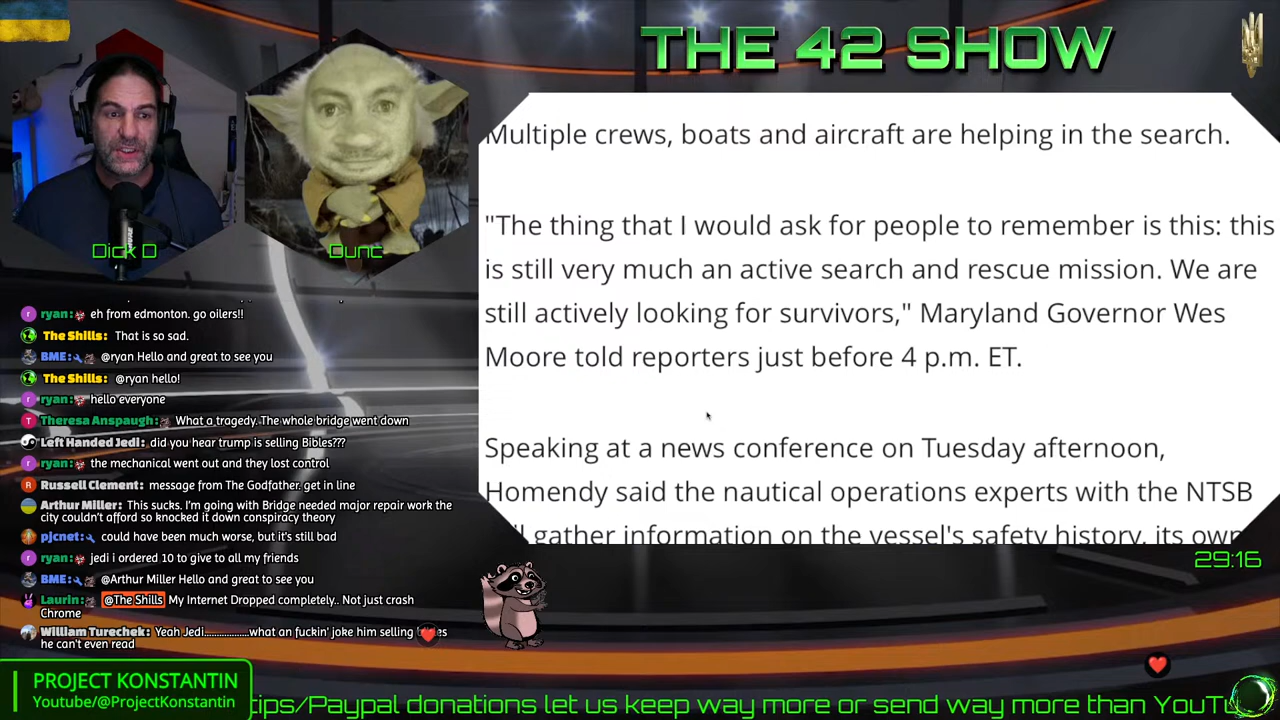 THE 42 SHOW
Dick D
Dunc
Multiple crews, boats and aircraft are helping in the search.
"The thing that I would ask for people to remember is this: this
is still very much an active search and rescue mission. We are
still actively looking for survivors," Maryland Governor Wes
Moore told reporters just before 4 p.m. ET.
Speaking at a news conference on Tuesday afternoon,
Homendy said the nautical operations experts with the NTSB
gather information on the vessel's safety history, its own
29:16
ryan: eh from edmonton. go oilers!!
The Shills: That is so sad.
BME: @ryan Hello and great to see you
The Shills: @ryan hello!
ryan: hello everyone
Theresa Anspaugh: What a tragedy. The whole bridge went down
Left Handed Jedi: did you hear trump is selling Bibles???
ryan: the mechanical went out and they lost control
Russell Clement: message from The Godfather. get in line
Arthur Miller: This sucks. I'm going with Bridge needed major repair work the
city couldn't afford so knocked it down conspiracy theory
pjcnet: could have been much worse, but it's still bad
ryan: jedi i ordered 10 to give to all my friends
BME: @Arthur Miller Hello and great to see you
Laurin: @The Shills My Internet Dropped completely.. Not just crash
Chrome
William Turechek: Yeah Jedi.................what an fuckin' joke him selling
he can't even read
PROJECT KONSTANTIN
Youtube/@ProjectKonstantin
tips/Paypal donations let us keep way more or send way more than YouTu